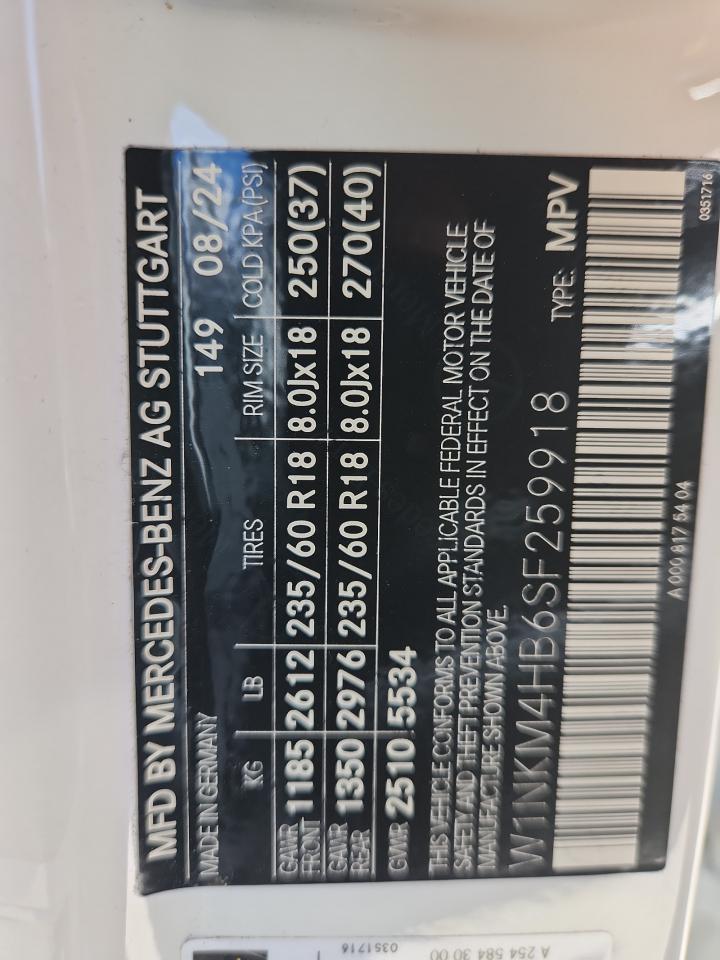 MFD BY MERCEDES-BENZ AG STUTTGART
MADE IN GERMANY 149 08/24
KG LB TIRES RIM SIZE COLD KPA(PSI)
GAWR FRONT 1185 2612 235/60 R18 8.0Jx18 250(37)
GAWR REAR 1350 2976 235/60 R18 8.0Jx18 270(40)
GWR 2510 5534
THIS VEHICLE CONFORMS TO ALL APPLICABLE FEDERAL MOTOR VEHICLE
SAFETY AND THEFT PREVENTION STANDARDS IN EFFECT ON THE DATE OF
MANUFACTURE SHOWN ABOVE.
W1NKM4HB6SF259918 TYPE: MPV
A 000 817 54 04 0351716
A 254 584 30 00
0351716